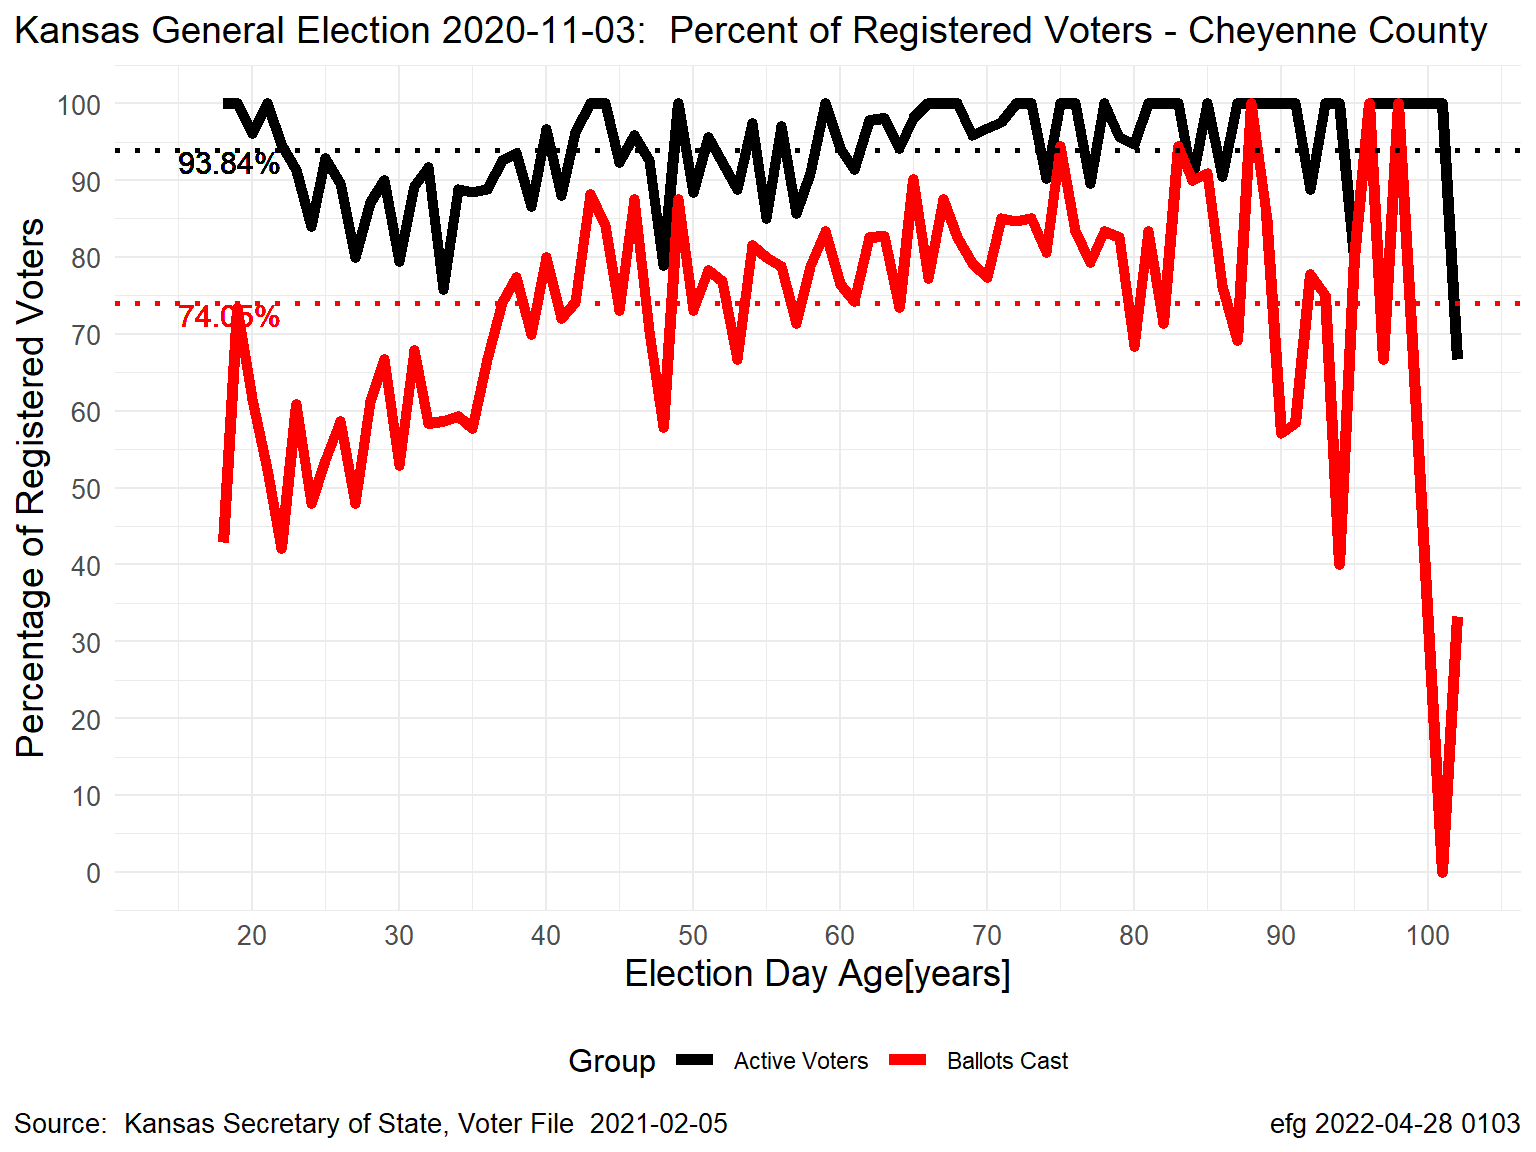 Kansas General Election 2020-11-03:  Percent of Registered Voters - Cheyenne County
Percentage of Registered Voters
100
90
80
70
60
50
40
30
20
10
0
93.84%
74.05%
20 30 40 50 60 70 80 90 100
Election Day Age[years]
Group Active Voters Ballots Cast
Source:  Kansas Secretary of State, Voter File  2021-02-05
efg 2022-04-28 0103